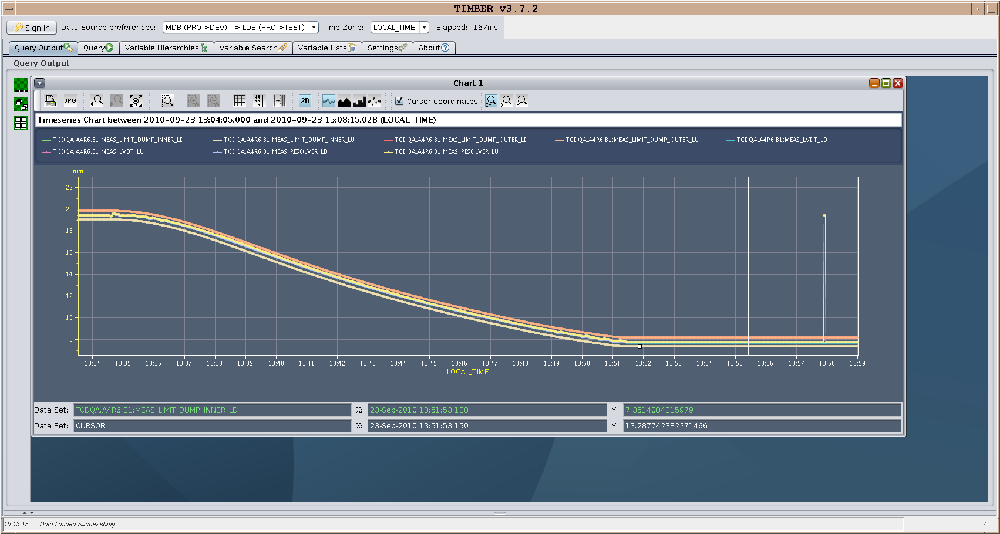 TIMBER v3.7.2
Sign In Data Source preferences: MDB (PRO->DEV) -> LDB (PRO->TEST) Time Zone: LOCAL_TIME Elapsed: 167ms
Query Output Query Variable Hierarchies Variable Search Variable Lists Settings About
Query Output
Chart 1
JPG 2D Cursor Coordinates XY X Y
Timeseries Chart between 2010-09-23 13:04:05.000 and 2010-09-23 15:08:15.028 (LOCAL_TIME)
TCDQA.A4R6.B1:MEAS_LIMIT_DUMP_INNER_LD TCDQA.A4R6.B1:MEAS_LIMIT_DUMP_INNER_LU TCDQA.A4R6.B1:MEAS_LIMIT_DUMP_OUTER_LD TCDQA.A4R6.B1:MEAS_LIMIT_DUMP_OUTER_LU TCDQA.A4R6.B1:MEAS_LVDT_LD
TCDQA.A4R6.B1:MEAS_LVDT_LU TCDQA.A4R6.B1:MEAS_RESOLVER_LD TCDQA.A4R6.B1:MEAS_RESOLVER_LU
mm
22
20
18
16
14
12
10
8
13:34 13:35 13:36 13:37 13:38 13:39 13:40 13:41 13:42 13:43 13:44 13:45 13:46 13:47 13:48 13:49 13:50 13:51 13:52 13:53 13:54 13:55 13:56 13:57 13:58 13:59
LOCAL_TIME
Data Set: TCDQA.A4R6.B1:MEAS_LIMIT_DUMP_INNER_LD X: 23-Sep-2010 13:51:53.138 Y: 7.3514084815979
Data Set: CURSOR X: 23-Sep-2010 13:51:53.150 Y: 13.287742382271466
15:13:18 - ...Data Loaded Successfully